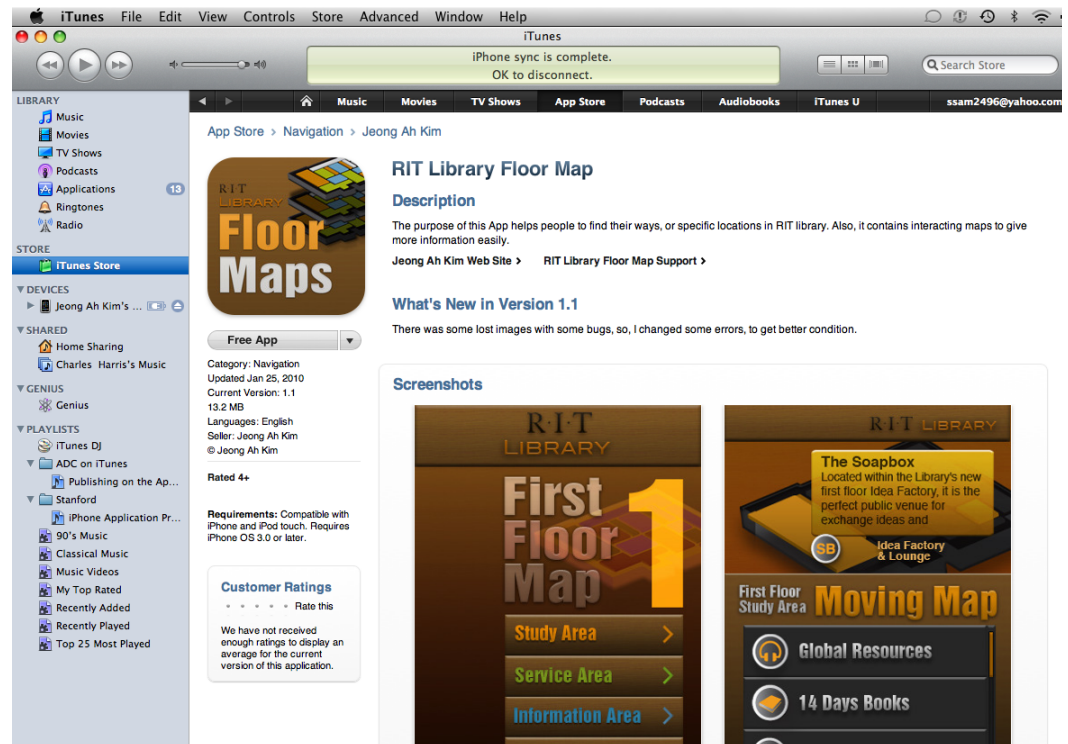 iTunes File Edit View Controls Store Advanced Window Help
iTunes
iPhone sync is complete.
OK to disconnect.
Search Store
LIBRARY
Music
Movies
TV Shows
Podcasts
Applications 13
Ringtones
Radio
STORE
iTunes Store
DEVICES
Jeong Ah Kim's ...
SHARED
Home Sharing
Charles Harris's Music
GENIUS
Genius
PLAYLISTS
iTunes DJ
ADC on iTunes
Publishing on the Ap...
Stanford
iPhone Application Pr...
90's Music
Classical Music
Music Videos
My Top Rated
Recently Added
Recently Played
Top 25 Most Played
Music Movies TV Shows App Store Podcasts Audiobooks iTunes U ssam2496@yahoo.com
App Store > Navigation > Jeong Ah Kim
RIT
LIBRARY
Floor
Maps
Free App
Category: Navigation
Updated Jan 25, 2010
Current Version: 1.1
13.2 MB
Languages: English
Seller: Jeong Ah Kim
© Jeong Ah Kim
Rated 4+
Requirements: Compatible with
iPhone and iPod touch. Requires
iPhone OS 3.0 or later.
Customer Ratings
Rate this
We have not received
enough ratings to display an
average for the current
version of this application.
RIT Library Floor Map
Description
The purpose of this App helps people to find their ways, or specific locations in RIT library. Also, it contains interacting maps to give
more information easily.
Jeong Ah Kim Web Site > RIT Library Floor Map Support >
What's New in Version 1.1
There was some lost images with some bugs, so, I changed some errors, to get better condition.
Screenshots
R·I·T
LIBRARY
First
Floor
Map
1
Study Area >
Service Area >
Information Area >
R·I·T LIBRARY
The Soapbox
Located within the Library's new
first floor Idea Factory, it is the
perfect public venue for
exchange ideas and
SB
Idea Factory
& Lounge
First Floor
Study Area
Moving Map
Global Resources
14 Days Books